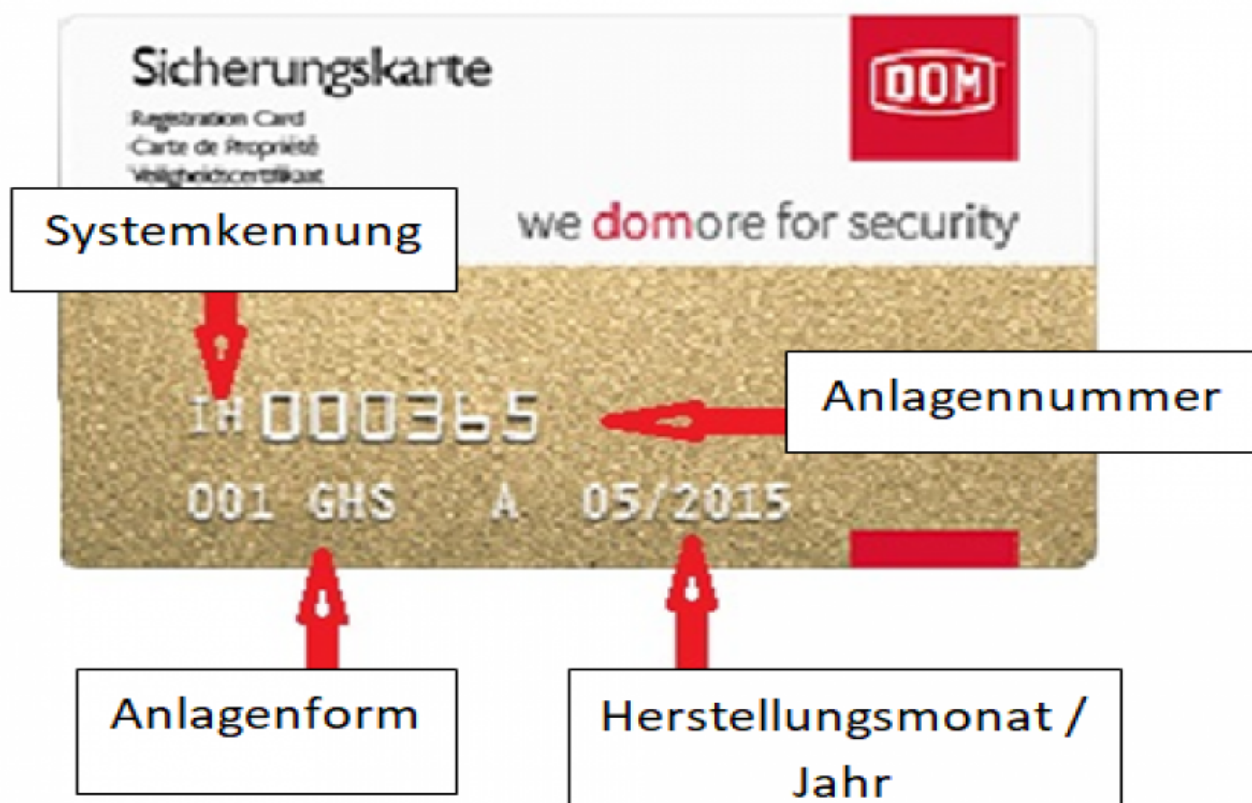 Sicherungskarte
Registration Card
Carte de Propriété
Veiligheidscertifikaat
DOM
we domore for security
Systemkennung
IH 000365
Anlagennummer
001 GHS A 05/2015
Anlagenform
Herstellungsmonat /
Jahr